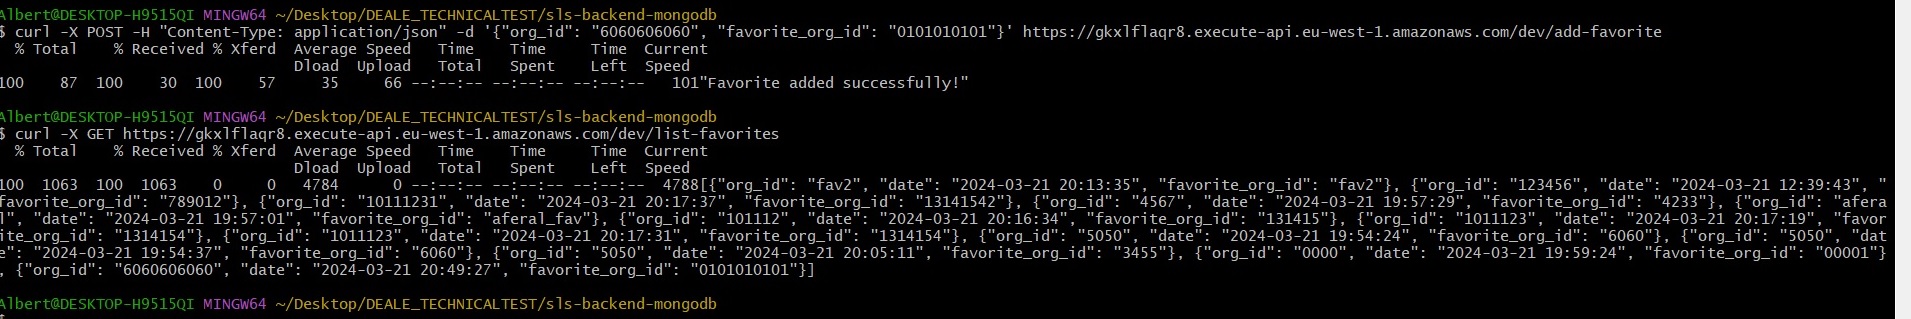 Albert@DESKTOP-H9515QI MINGW64 ~/Desktop/DEALE_TECHNICALTEST/sls-backend-mongodb
$ curl -X POST -H "Content-Type: application/json" -d '{"org_id": "6060606060", "favorite_org_id": "0101010101"}' https://gkxlflaqr8.execute-api.eu-west-1.amazonaws.com/dev/add-favorite
  % Total    % Received % Xferd  Average Speed   Time    Time     Time  Current
                                 Dload  Upload   Total   Spent    Left  Speed
100    87  100    30  100    57     35     66 --:--:-- --:--:-- --:--:--   101"Favorite added successfully!"
Albert@DESKTOP-H9515QI MINGW64 ~/Desktop/DEALE_TECHNICALTEST/sls-backend-mongodb
$ curl -X GET https://gkxlflaqr8.execute-api.eu-west-1.amazonaws.com/dev/list-favorites
  % Total    % Received % Xferd  Average Speed   Time    Time     Time  Current
                                 Dload  Upload   Total   Spent    Left  Speed
100  1063  100  1063    0     0   4784      0 --:--:-- --:--:-- --:--:--  4788[{"org_id": "fav2", "date": "2024-03-21 20:13:35", "favorite_org_id": "fav2"}, {"org_id": "123456", "date": "2024-03-21 12:39:43", "
favorite_org_id": "789012"}, {"org_id": "10111231", "date": "2024-03-21 20:17:37", "favorite_org_id": "13141542"}, {"org_id": "4567", "date": "2024-03-21 19:57:29", "favorite_org_id": "4233"}, {"org_id": "afera
l", "date": "2024-03-21 19:57:01", "favorite_org_id": "aferal_fav"}, {"org_id": "101112", "date": "2024-03-21 20:16:34", "favorite_org_id": "131415"}, {"org_id": "1011123", "date": "2024-03-21 20:17:19", "favor
ite_org_id": "1314154"}, {"org_id": "1011123", "date": "2024-03-21 20:17:31", "favorite_org_id": "1314154"}, {"org_id": "5050", "date": "2024-03-21 19:54:24", "favorite_org_id": "6060"}, {"org_id": "5050", "dat
e": "2024-03-21 19:54:37", "favorite_org_id": "6060"}, {"org_id": "5050", "date": "2024-03-21 20:05:11", "favorite_org_id": "3455"}, {"org_id": "0000", "date": "2024-03-21 19:59:24", "favorite_org_id": "00001"}
, {"org_id": "6060606060", "date": "2024-03-21 20:49:27", "favorite_org_id": "0101010101"}]
Albert@DESKTOP-H9515QI MINGW64 ~/Desktop/DEALE_TECHNICALTEST/sls-backend-mongodb